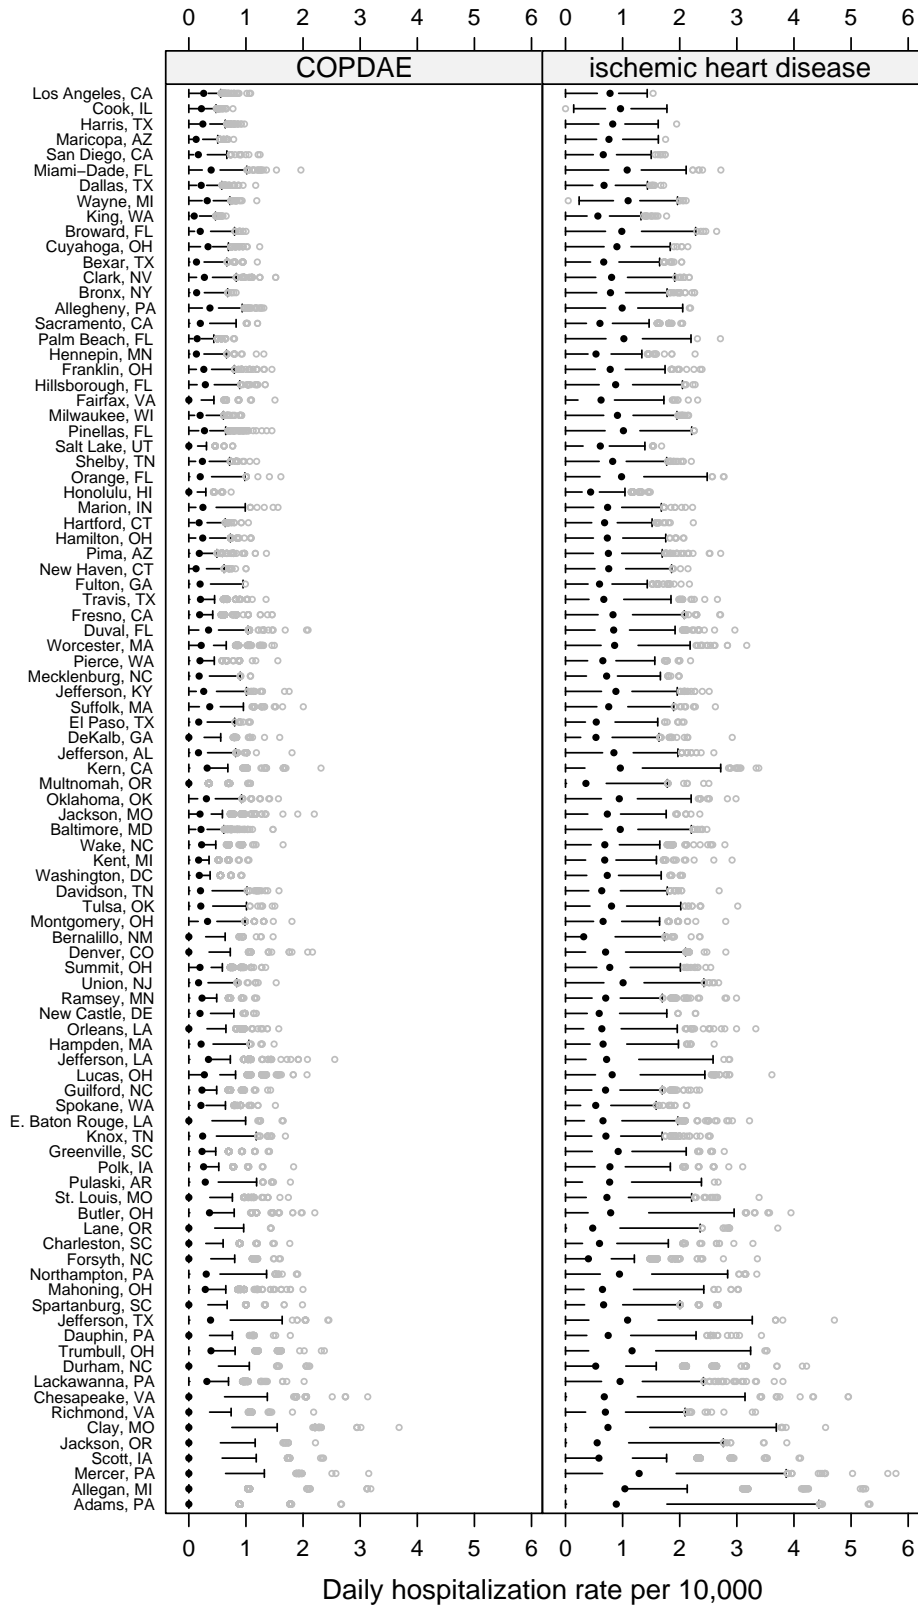 0 1 2 3 4 5 6 0 1 2 3 4 5 6
COPDAE ischemic heart disease
Los Angeles, CA
Cook, IL
Harris, TX
Maricopa, AZ
San Diego, CA
Miami−Dade, FL
Dallas, TX
Wayne, MI
King, WA
Broward, FL
Cuyahoga, OH
Bexar, TX
Clark, NV
Bronx, NY
Allegheny, PA
Sacramento, CA
Palm Beach, FL
Hennepin, MN
Franklin, OH
Hillsborough, FL
Fairfax, VA
Milwaukee, WI
Pinellas, FL
Salt Lake, UT
Shelby, TN
Orange, FL
Honolulu, HI
Marion, IN
Hartford, CT
Hamilton, OH
Pima, AZ
New Haven, CT
Fulton, GA
Travis, TX
Fresno, CA
Duval, FL
Worcester, MA
Pierce, WA
Mecklenburg, NC
Jefferson, KY
Suffolk, MA
El Paso, TX
DeKalb, GA
Jefferson, AL
Kern, CA
Multnomah, OR
Oklahoma, OK
Jackson, MO
Baltimore, MD
Wake, NC
Kent, MI
Washington, DC
Davidson, TN
Tulsa, OK
Montgomery, OH
Bernalillo, NM
Denver, CO
Summit, OH
Union, NJ
Ramsey, MN
New Castle, DE
Orleans, LA
Hampden, MA
Jefferson, LA
Lucas, OH
Guilford, NC
Spokane, WA
E. Baton Rouge, LA
Knox, TN
Greenville, SC
Polk, IA
Pulaski, AR
St. Louis, MO
Butler, OH
Lane, OR
Charleston, SC
Forsyth, NC
Northampton, PA
Mahoning, OH
Spartanburg, SC
Jefferson, TX
Dauphin, PA
Trumbull, OH
Durham, NC
Lackawanna, PA
Chesapeake, VA
Richmond, VA
Clay, MO
Jackson, OR
Scott, IA
Mercer, PA
Allegan, MI
Adams, PA
0 1 2 3 4 5 6 0 1 2 3 4 5 6
Daily hospitalization rate per 10,000